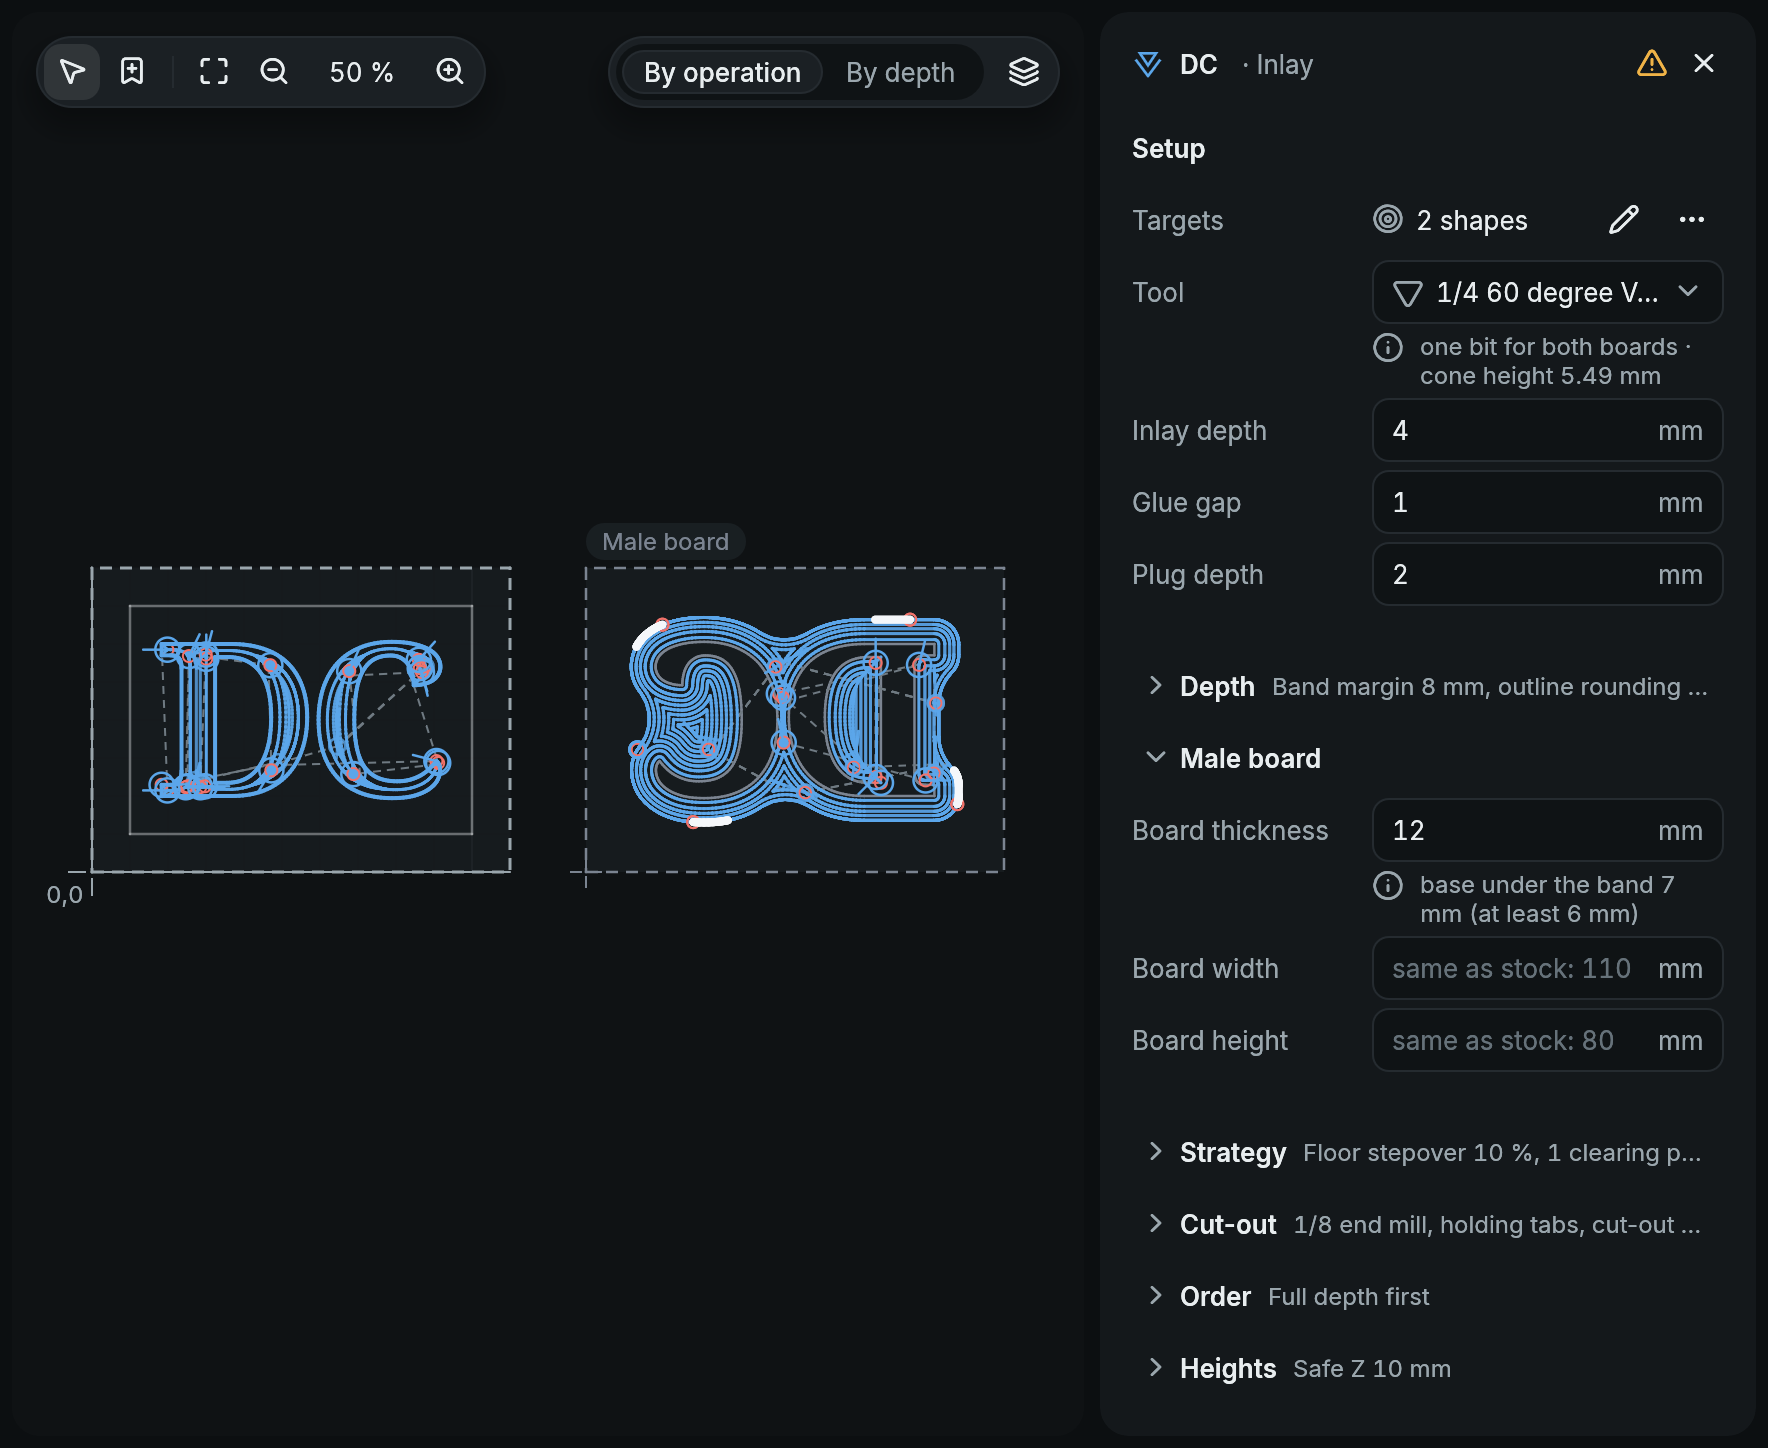 50 %
By operation
By depth
DC · Inlay
Setup
Targets
2 shapes
Tool
1/4 60 degree V...
one bit for both boards ·
cone height 5.49 mm
Inlay depth
4 mm
Glue gap
1 mm
Plug depth
2 mm
Depth Band margin 8 mm, outline rounding ...
Male board
Board thickness
12 mm
base under the band 7
mm (at least 6 mm)
Board width
same as stock: 110 mm
Board height
same as stock: 80 mm
Strategy Floor stepover 10 %, 1 clearing p...
Cut-out 1/8 end mill, holding tabs, cut-out ...
Order Full depth first
Heights Safe Z 10 mm
Male board
DC
0,0